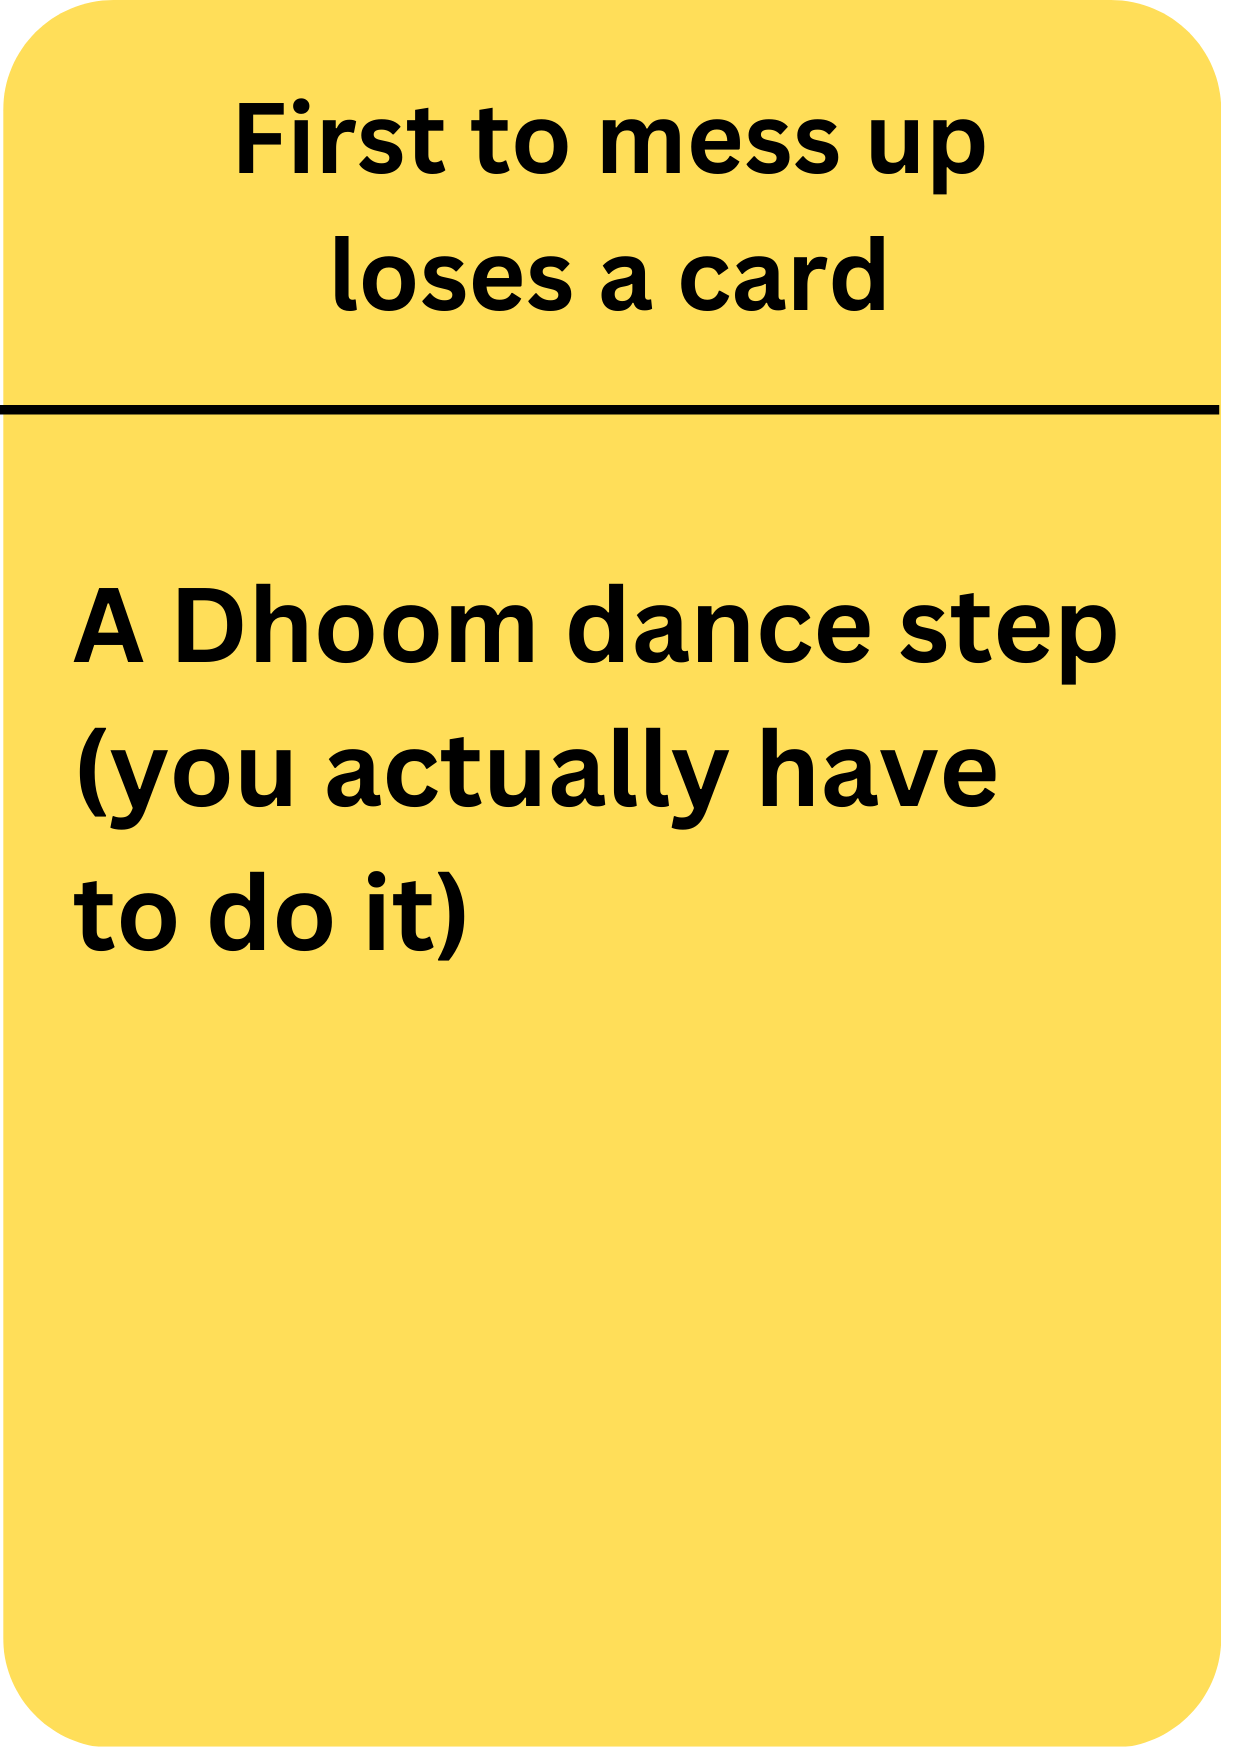 First to mess up
loses a card
A Dhoom dance step
(you actually have
to do it)